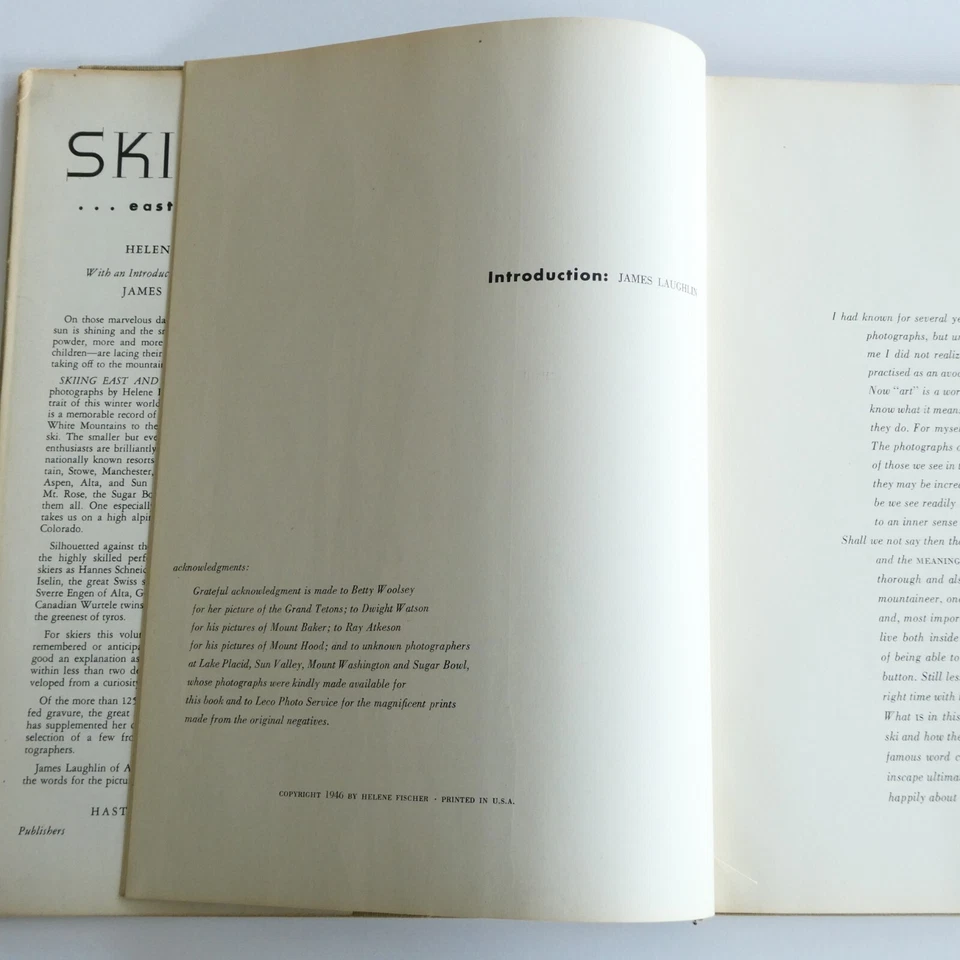 SKI
... east
HELEN
With an Introduc
JAMES
On those marvelous da
sun is shining and the sn
powder, more and more
children—are lacing their
taking off to the mountai
SKIING EAST AND
photographs by Helene
trait of this winter world
is a memorable record of
White Mountains to the
ski. The smaller but eve
enthusiasts are brilliantly
nationally known resorts
tain, Stowe, Manchester,
Aspen, Alta, and Sun
Mt. Rose, the Sugar Bo
them all. One especiall
takes us on a high alpi
Colorado.
Silhouetted against th
the highly skilled perf
skiers as Hannes Schneid
Iselin, the great Swiss s
Sverre Engen of Alta, G
Canadian Wurtele twins
the greenest of tyros.
For skiers this volu
remembered or anticipa
good an explanation as
within less than two de
veloped from a curiosit
Of the more than 125
fed gravure, the great
has supplemented her
selection of a few fro
tographers.
James Laughlin of A
the words for the pictu
HAST
Publishers
Introduction: JAMES LAUGHLIN
acknowledgments:
Grateful acknowledgment is made to Betty Woolsey
for her picture of the Grand Tetons; to Dwight Watson
for his pictures of Mount Baker; to Ray Atkeson
for his pictures of Mount Hood; and to unknown photographers
at Lake Placid, Sun Valley, Mount Washington and Sugar Bowl,
whose photographs were kindly made available for
this book and to Leco Photo Service for the magnificent prints
made from the original negatives.
COPYRIGHT 1946 BY HELENE FISCHER · PRINTED IN U.S.A.
I had known for several ye
photographs, but un
me I did not realiz
practised as an avoc
Now "art" is a wor
know what it means
they do. For mysel
The photographs o
of those we see in t
they may be incre
be we see readily
to an inner sense
Shall we not say then tha
and the MEANING
thorough and als
mountaineer, one
and, most impor
live both inside
of being able to
button. Still les
right time with
What IS in this
ski and how the
famous word c
inscape ultima
happily about